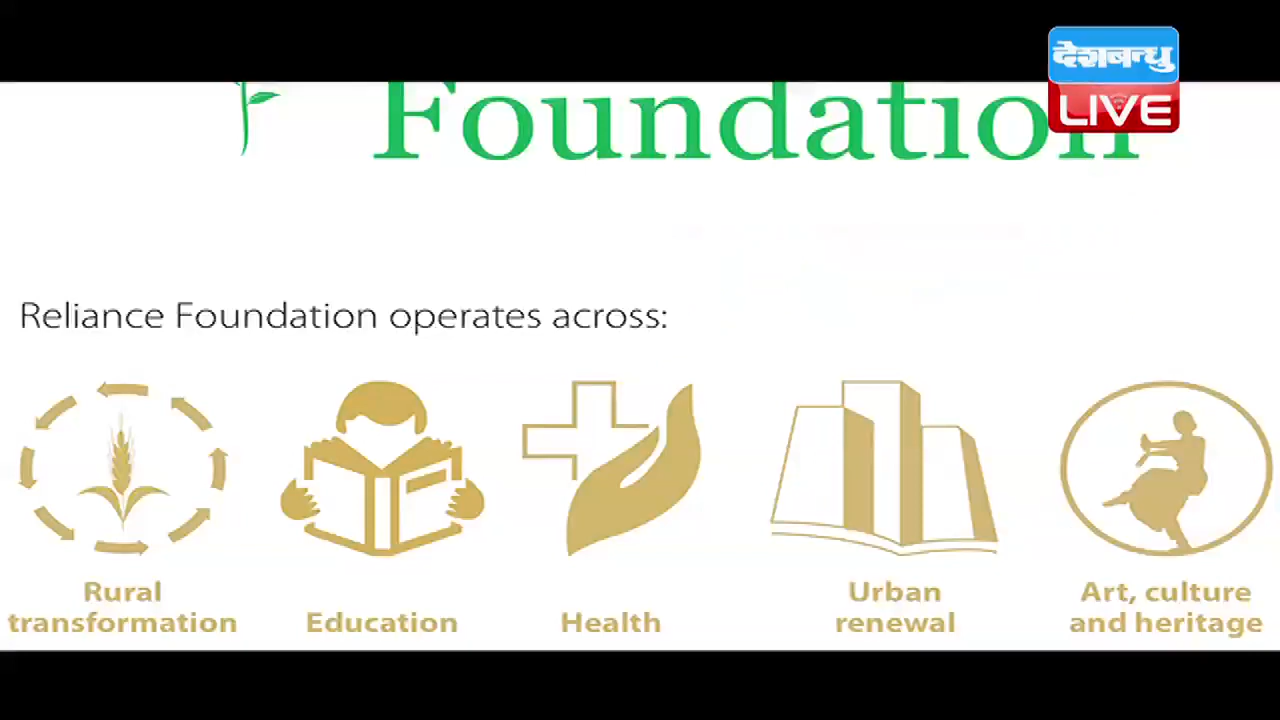 देशबन्धु
LIVE
Foundation
Reliance Foundation operates across:
Rural
transformation
Education
Health
Urban
renewal
Art, culture
and heritage